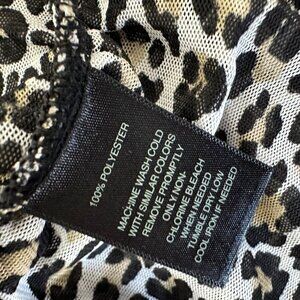 100% POLYESTER
MACHINE WASH COLD
WITH SIMILAR COLORS
REMOVE PROMPTLY
ONLY NON-
CHLORINE BLEACH
WHEN NEEDED
TUMBLE DRY LOW
COOL IRON IF NEEDED